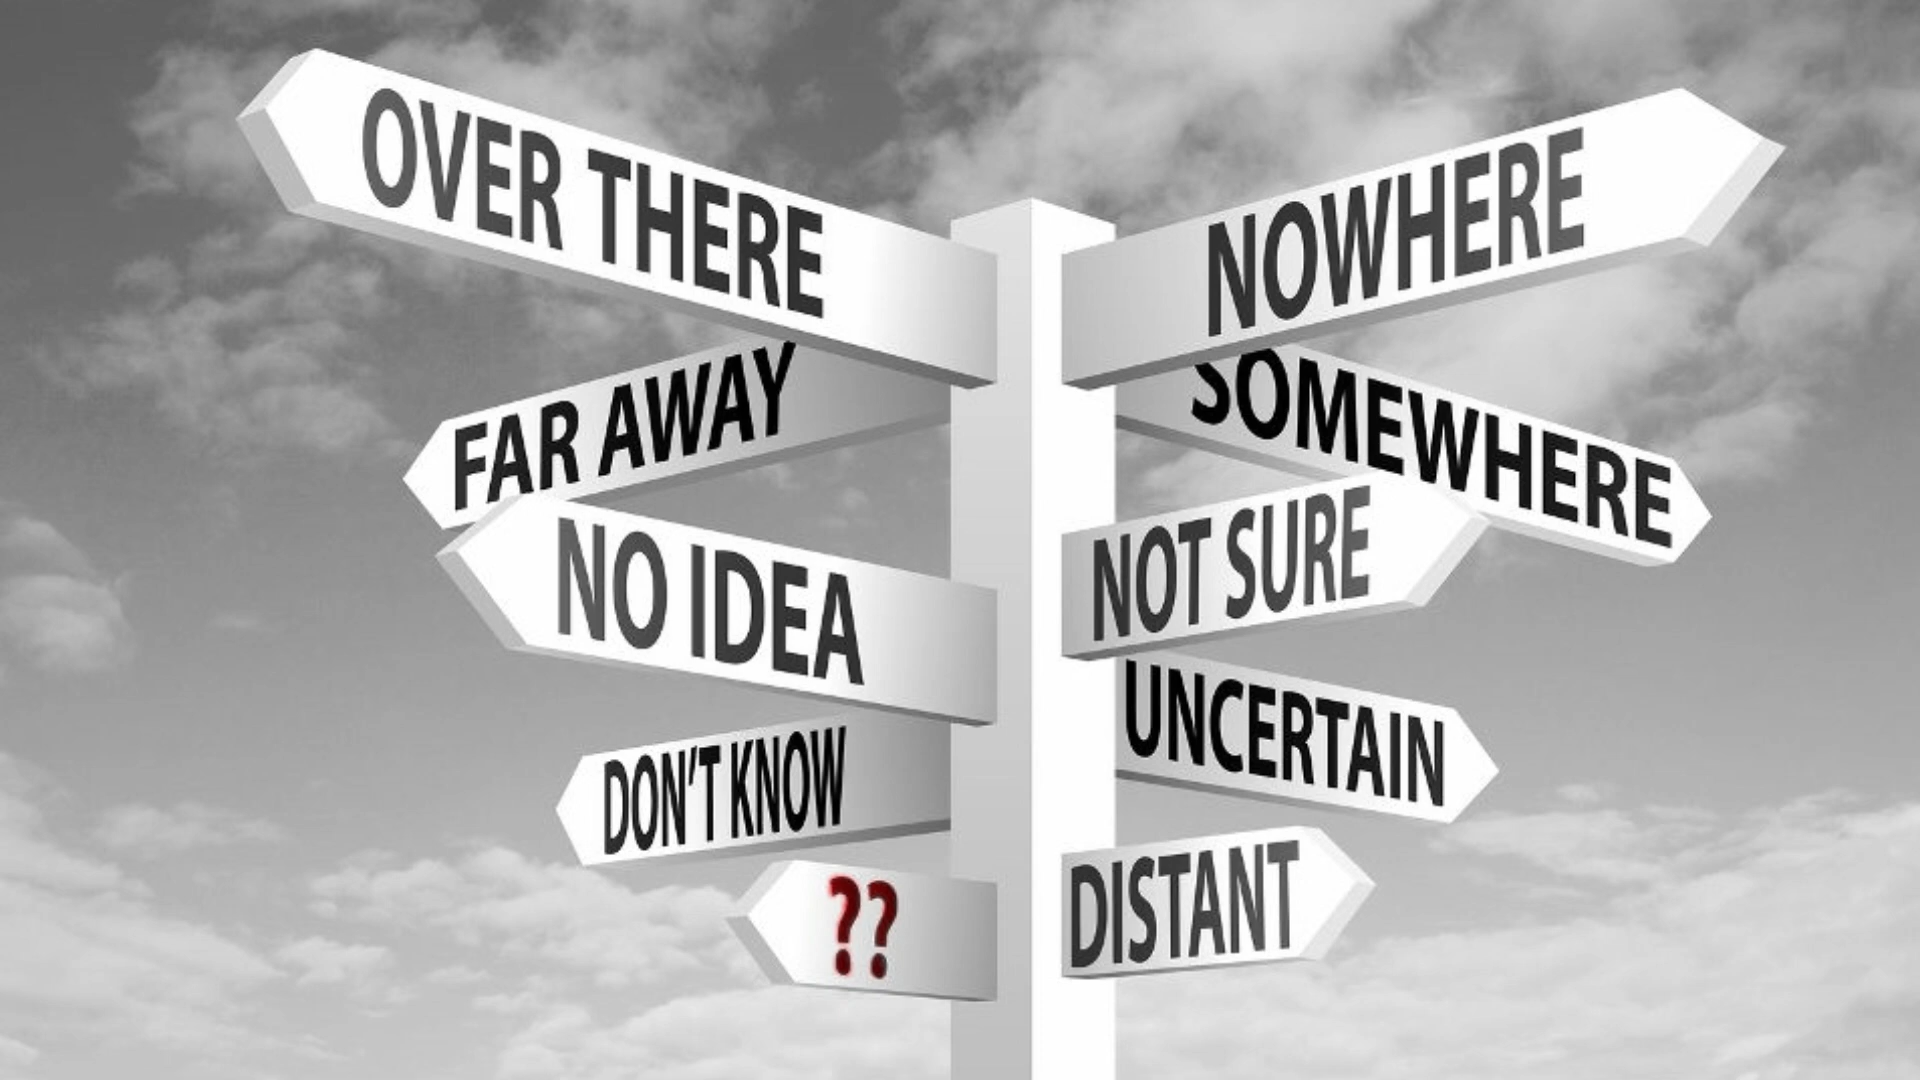 OVER THERE
NOWHERE
FAR AWAY
SOMEWHERE
NO IDEA
NOT SURE
DON'T KNOW
UNCERTAIN
??
DISTANT